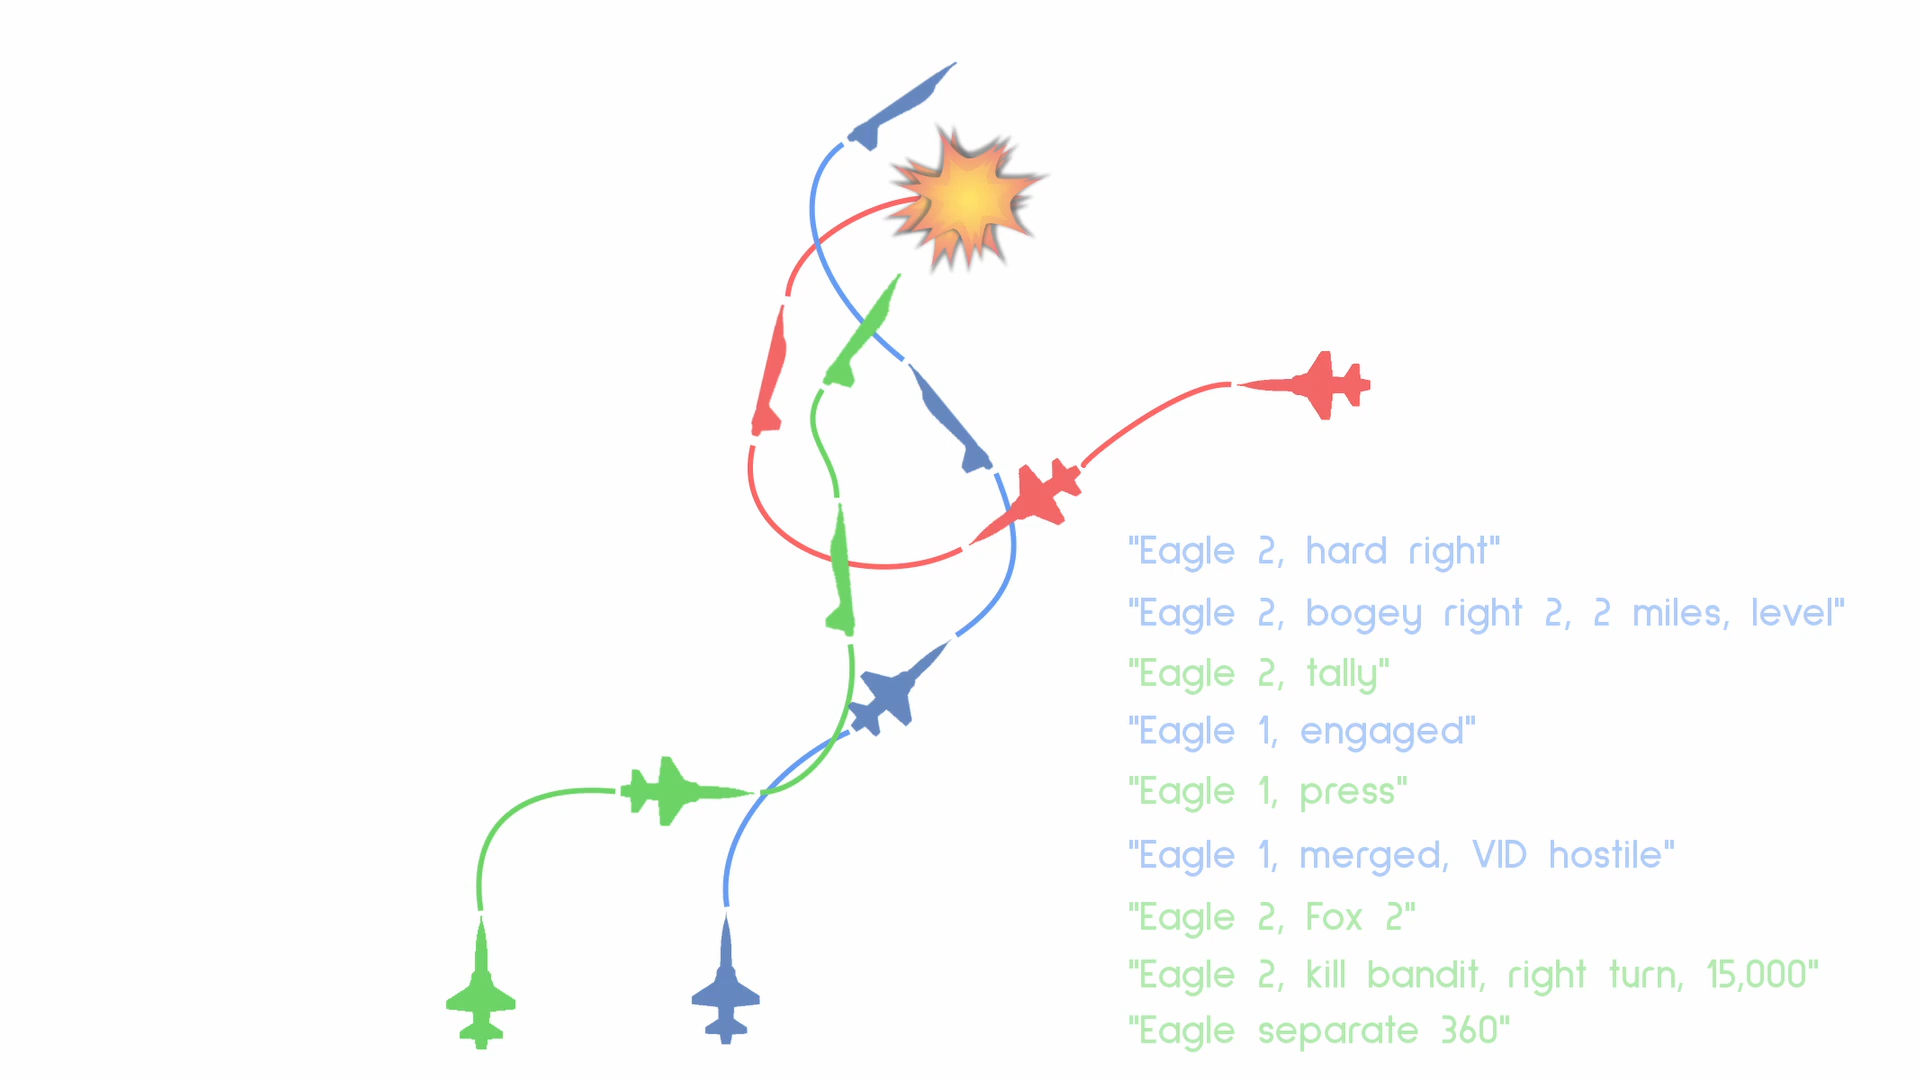 "Eagle 2, hard right"
"Eagle 2, bogey right 2, 2 miles, level"
"Eagle 2, tally"
"Eagle 1, engaged"
"Eagle 1, press"
"Eagle 1, merged, VID hostile"
"Eagle 2, Fox 2"
"Eagle 2, kill bandit, right turn, 15,000"
"Eagle separate 360"